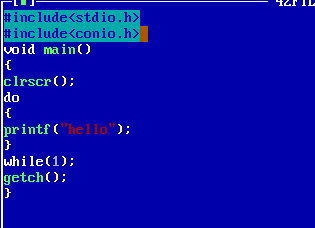 #include<stdio.h>
#include<conio.h>
void main()
{
clrscr();
do
{
printf("hello");
}
while(1);
getch();
}